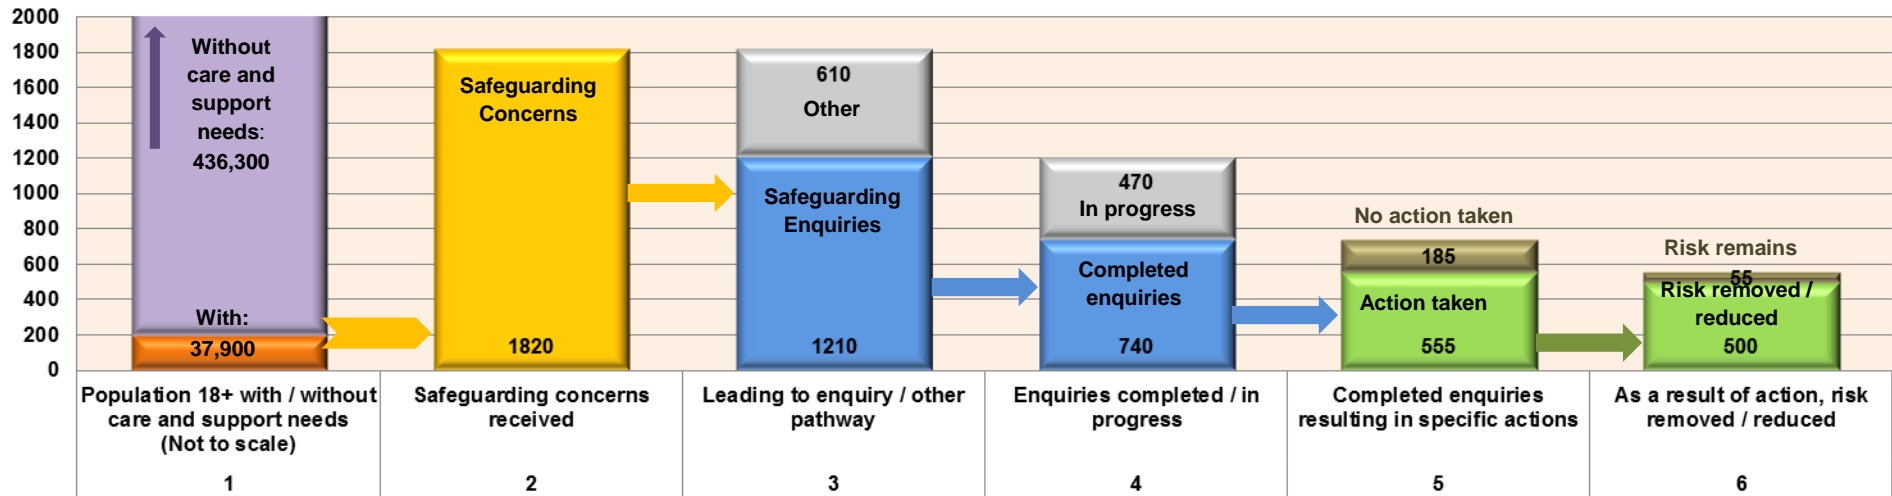 2000
1800
1600
1400
1200
1000
800
600
400
200
0
Without
care and
support
needs:
436,300
With:
37,900
Safeguarding
Concerns
1820
610
Other
Safeguarding
Enquiries
1210
470
In progress
Completed
enquiries
740
No action taken
185
Action taken
555
Risk remains
55
Risk removed /
reduced
500
Population 18+ with / without
care and support needs
(Not to scale)
1
Safeguarding concerns
received
2
Leading to enquiry / other
pathway
3
Enquiries completed / in
progress
4
Completed enquiries
resulting in specific actions
5
As a result of action, risk
removed / reduced
6